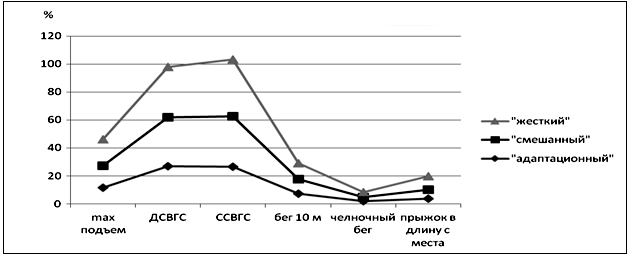 %
120
100
80
60
40
20
0
max подъем
ДСВГС
ССВГС
бег 10 м
челночный бег
прыжок в длину с места
"жесткий"
"смешанный"
"адаптационный"